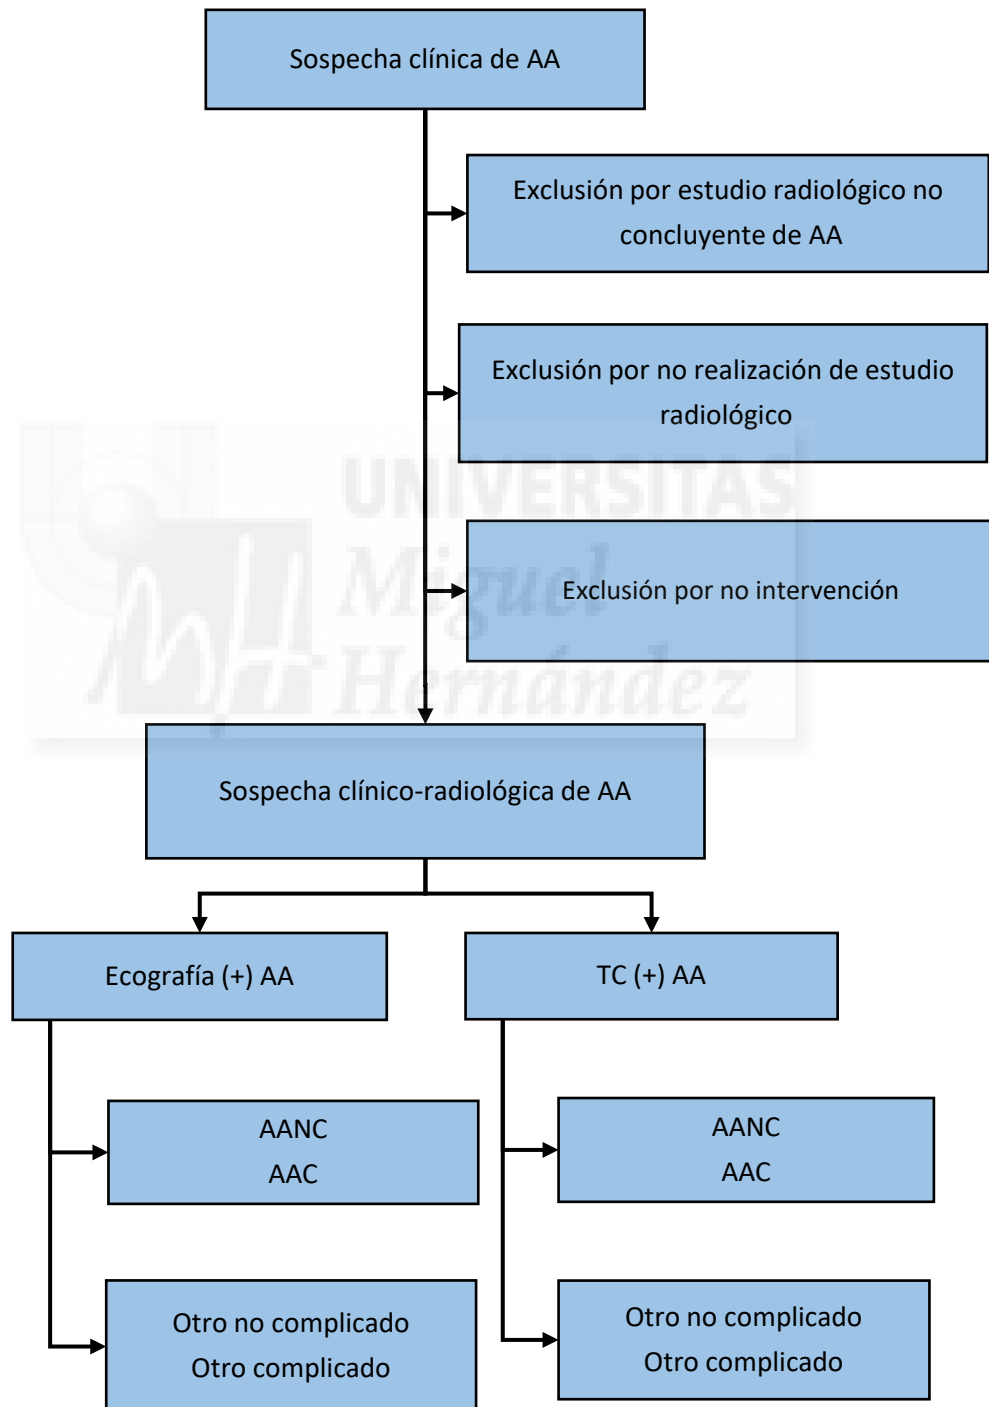 Sospecha clínica de AA
Exclusión por estudio radiológico no
concluyente de AA
Exclusión por no realización de estudio
radiológico
UNIVERSITAS
Miguel
Hernández
Exclusión por no intervención
Sospecha clínico-radiológica de AA
Ecografía (+) AA
TC (+) AA
AANC
AAC
AANC
AAC
Otro no complicado
Otro complicado
Otro no complicado
Otro complicado